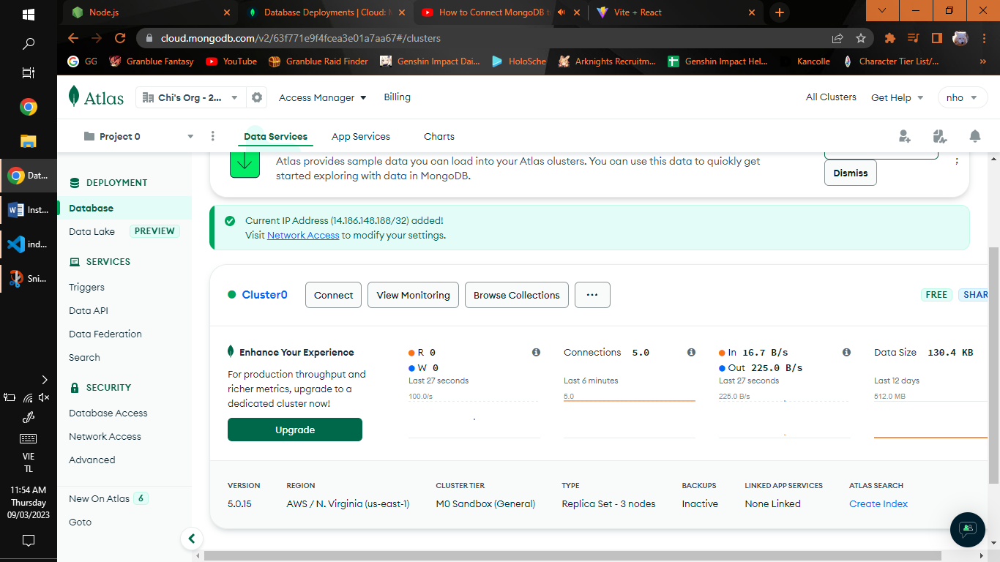 Node.js
Database Deployments | Cloud: M
How to Connect MongoDB t
Vite + React
cloud.mongodb.com/v2/63f771e9f4fcea3e01a7aa67#/clusters
GG
Granblue Fantasy
YouTube
Granblue Raid Finder
Genshin Impact Dai...
HoloSche
Arknights Recruitm...
Genshin Impact Hel...
Kancolle
Character Tier List/...
»
Atlas
Chi's Org - 2...
Access Manager
Billing
All Clusters
Get Help
nho
Project 0
Data Services
App Services
Charts
Atlas provides sample data you can load into your Atlas clusters. You can use this data to quickly get
started exploring with data in MongoDB.
;
Dismiss
DEPLOYMENT
Database
Data Lake
PREVIEW
SERVICES
Triggers
Data API
Data Federation
Search
SECURITY
Database Access
Network Access
Advanced
New On Atlas 6
Goto
Current IP Address (14.186.148.188/32) added!
Visit Network Access to modify your settings.
Cluster0
Connect
View Monitoring
Browse Collections
...
FREE
SHAR
Enhance Your Experience
For production throughput and
richer metrics, upgrade to a
dedicated cluster now!
Upgrade
R 0
W 0
Last 27 seconds
100.0/s
Connections 5.0
Last 6 minutes
5.0
In 16.7 B/s
Out 225.0 B/s
Last 27 seconds
225.0 B/s
Data Size 130.4 KB
Last 12 days
512.0 MB
VERSION
5.0.15
REGION
AWS / N. Virginia (us-east-1)
CLUSTER TIER
M0 Sandbox (General)
TYPE
Replica Set - 3 nodes
BACKUPS
Inactive
LINKED APP SERVICES
None Linked
ATLAS SEARCH
Create Index
Dat...
Inst...
ind...
Sni...
VIE
TL
11:54 AM
Thursday
09/03/2023